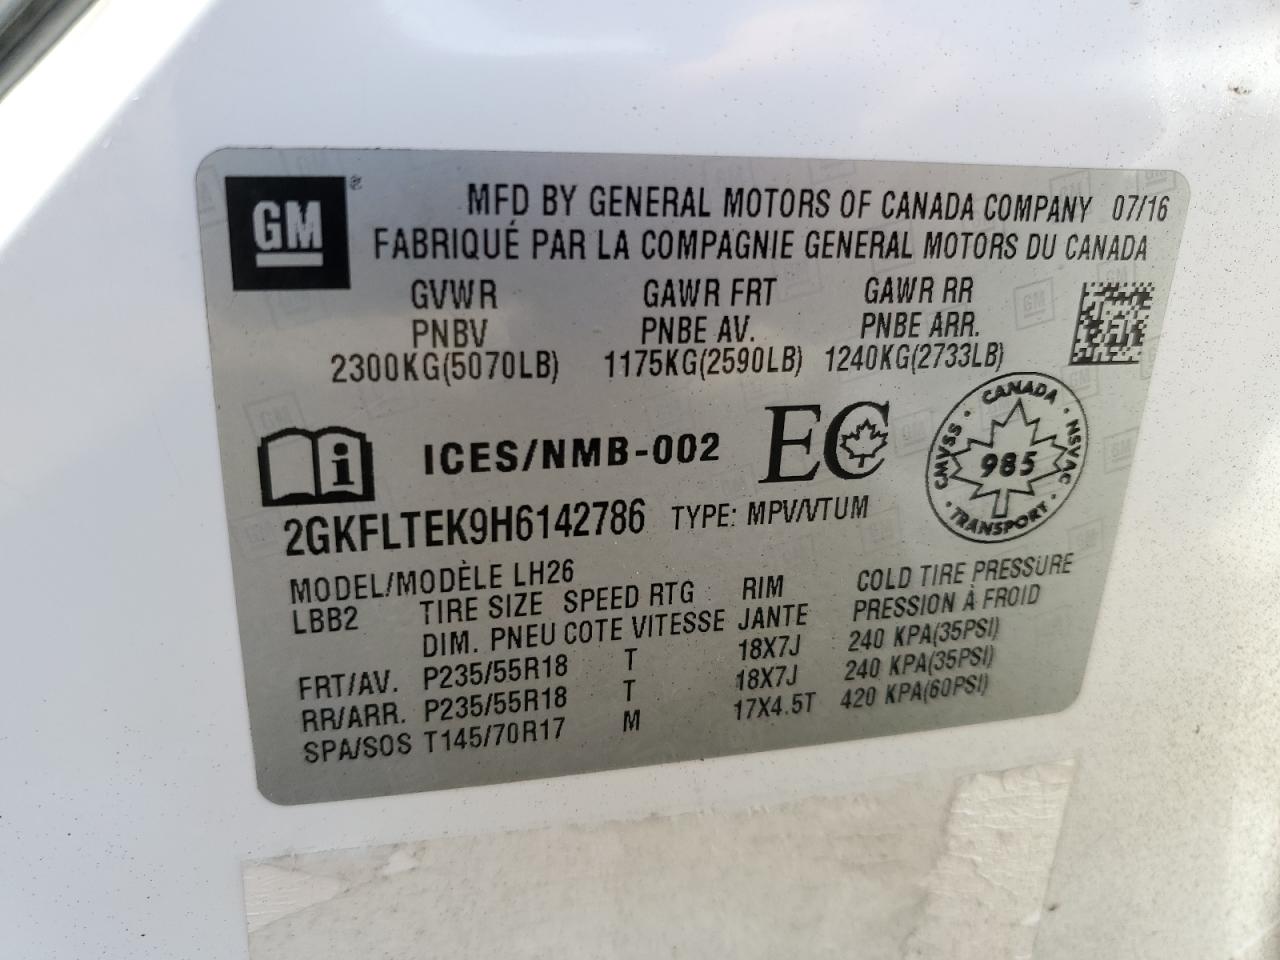 GM ®
MFD BY GENERAL MOTORS OF CANADA COMPANY 07/16
FABRIQUÉ PAR LA COMPAGNIE GENERAL MOTORS DU CANADA
GVWR GAWR FRT GAWR RR
PNBV PNBE AV. PNBE ARR.
2300KG(5070LB) 1175KG(2590LB) 1240KG(2733LB)
i ICES/NMB-002 EC
CANADA · NSVAC · TRANSPORT · CMVSS ·
985
2GKFLTEK9H6142786 TYPE: MPV/VTUM
MODEL/MODÈLE LH26
LBB2 TIRE SIZE SPEED RTG RIM COLD TIRE PRESSURE
DIM. PNEU COTE VITESSE JANTE PRESSION À FROID
FRT/AV. P235/55R18 T 18X7J 240 KPA(35PSI)
RR/ARR. P235/55R18 T 18X7J 240 KPA(35PSI)
SPA/SOS T145/70R17 M 17X4.5T 420 KPA(60PSI)